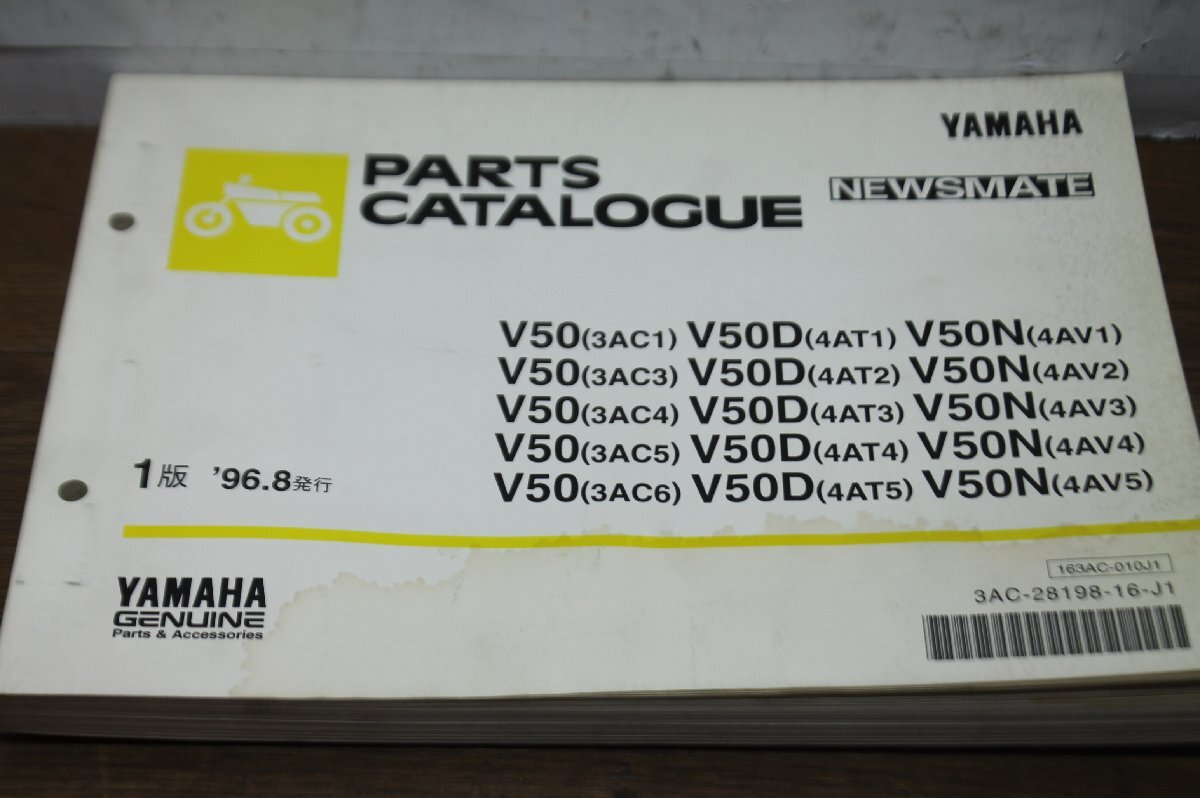 YAMAHA
PARTS
CATALOGUE
NEWSMATE
V50(3AC1) V50D(4AT1) V50N(4AV1)
V50(3AC3) V50D(4AT2) V50N(4AV2)
V50(3AC4) V50D(4AT3) V50N(4AV3)
V50(3AC5) V50D(4AT4) V50N(4AV4)
V50(3AC6) V50D(4AT5) V50N(4AV5)
1版 '96.8発行
YAMAHA
GENUINE
Parts & Accessories
163AC-010J1
3AC-28198-16-J1